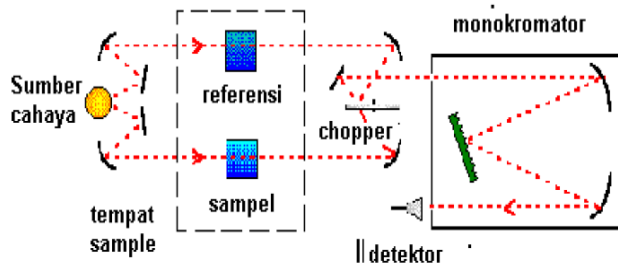 monokromator
Sumber
cahaya
referensi
chopper
sampel
tempat
sample
detektor